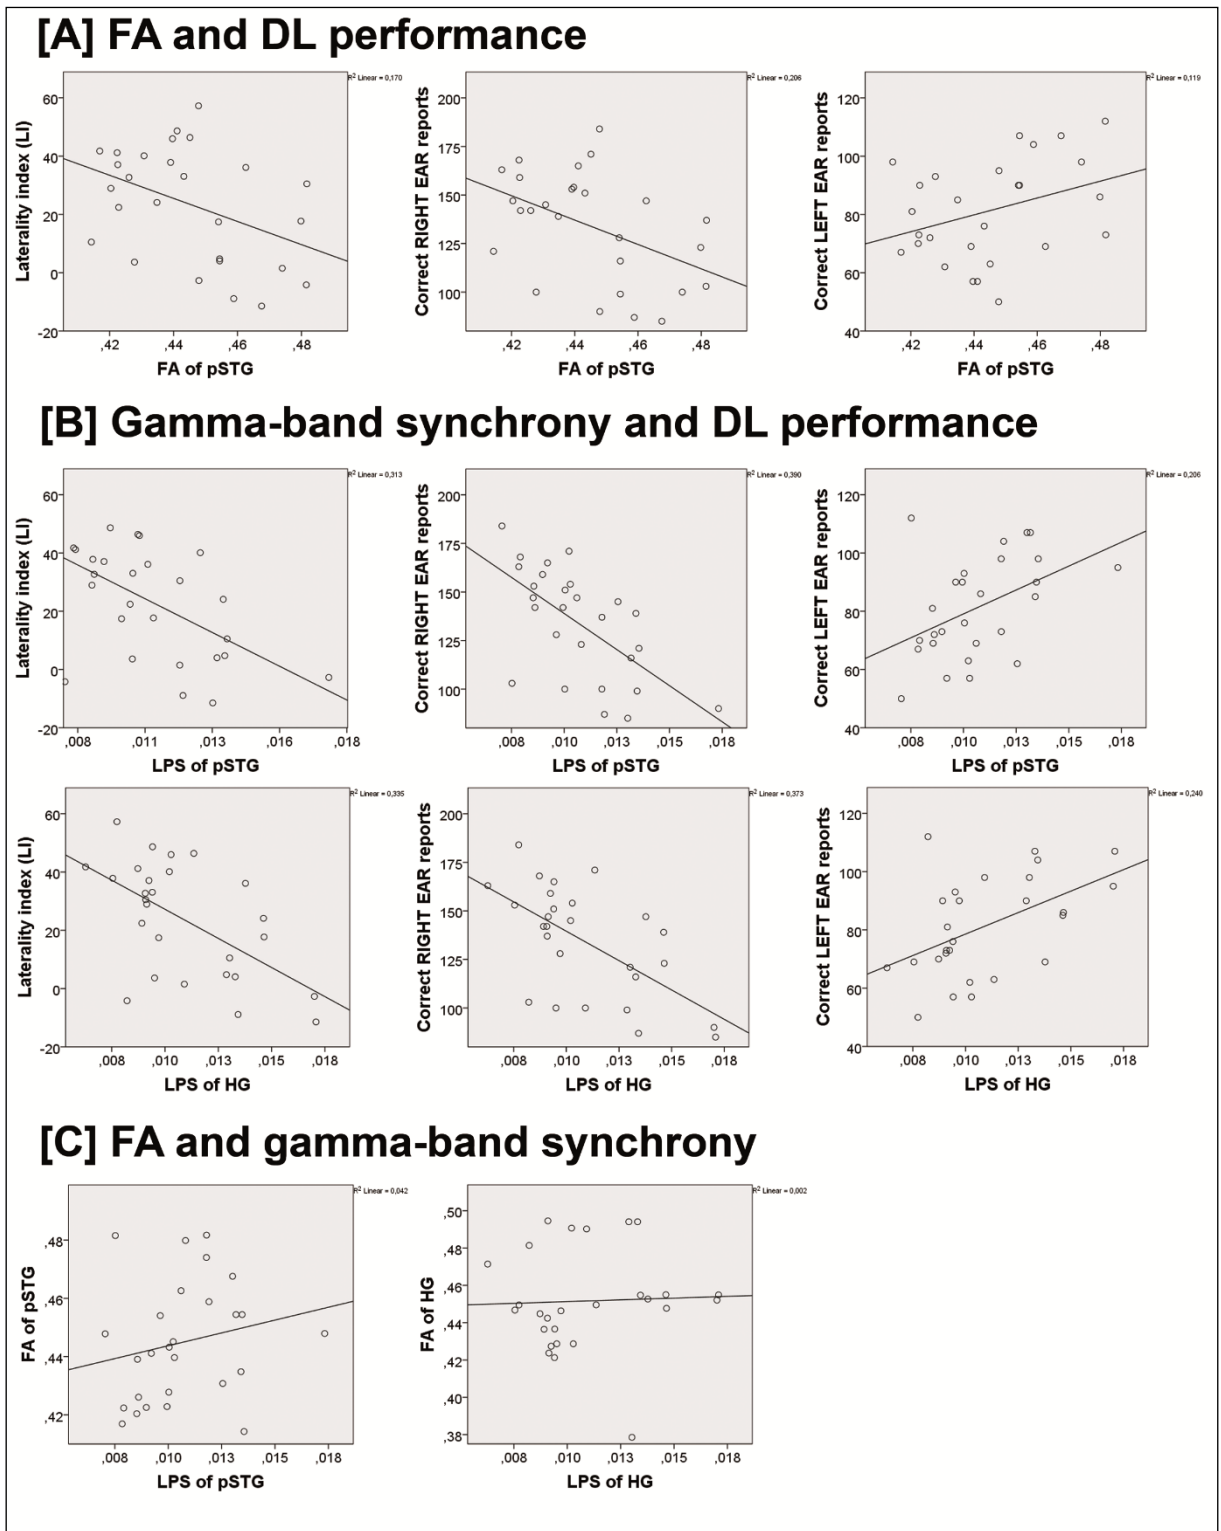 [A] FA and DL performance
R² Linear = 0,170
R² Linear = 0,206
R² Linear = 0,119
Laterality index (LI)
60
40
20
0
-20
,42 ,44 ,46 ,48
FA of pSTG
Correct RIGHT EAR reports
200
175
150
125
100
,42 ,44 ,46 ,48
FA of pSTG
Correct LEFT EAR reports
120
100
80
60
40
,42 ,44 ,46 ,48
FA of pSTG
[B] Gamma-band synchrony and DL performance
R² Linear = 0,313
R² Linear = 0,390
R² Linear = 0,206
Laterality index (LI)
60
40
20
0
-20
,008 ,011 ,013 ,016 ,018
LPS of pSTG
Correct RIGHT EAR reports
200
175
150
125
100
,008 ,010 ,013 ,015 ,018
LPS of pSTG
Correct LEFT EAR reports
120
100
80
60
40
,008 ,010 ,013 ,015 ,018
LPS of pSTG
R² Linear = 0,335
R² Linear = 0,373
R² Linear = 0,240
Laterality index (LI)
60
40
20
0
-20
,008 ,010 ,013 ,015 ,018
LPS of HG
Correct RIGHT EAR reports
200
175
150
125
100
,008 ,010 ,013 ,015 ,018
LPS of HG
Correct LEFT EAR reports
120
100
80
60
40
,008 ,010 ,013 ,015 ,018
LPS of HG
[C] FA and gamma-band synchrony
R² Linear = 0,042
R² Linear = 0,002
FA of pSTG
,48
,46
,44
,42
,008 ,010 ,013 ,015 ,018
LPS of pSTG
FA of HG
,50
,48
,46
,44
,42
,40
,38
,008 ,010 ,013 ,015 ,018
LPS of HG